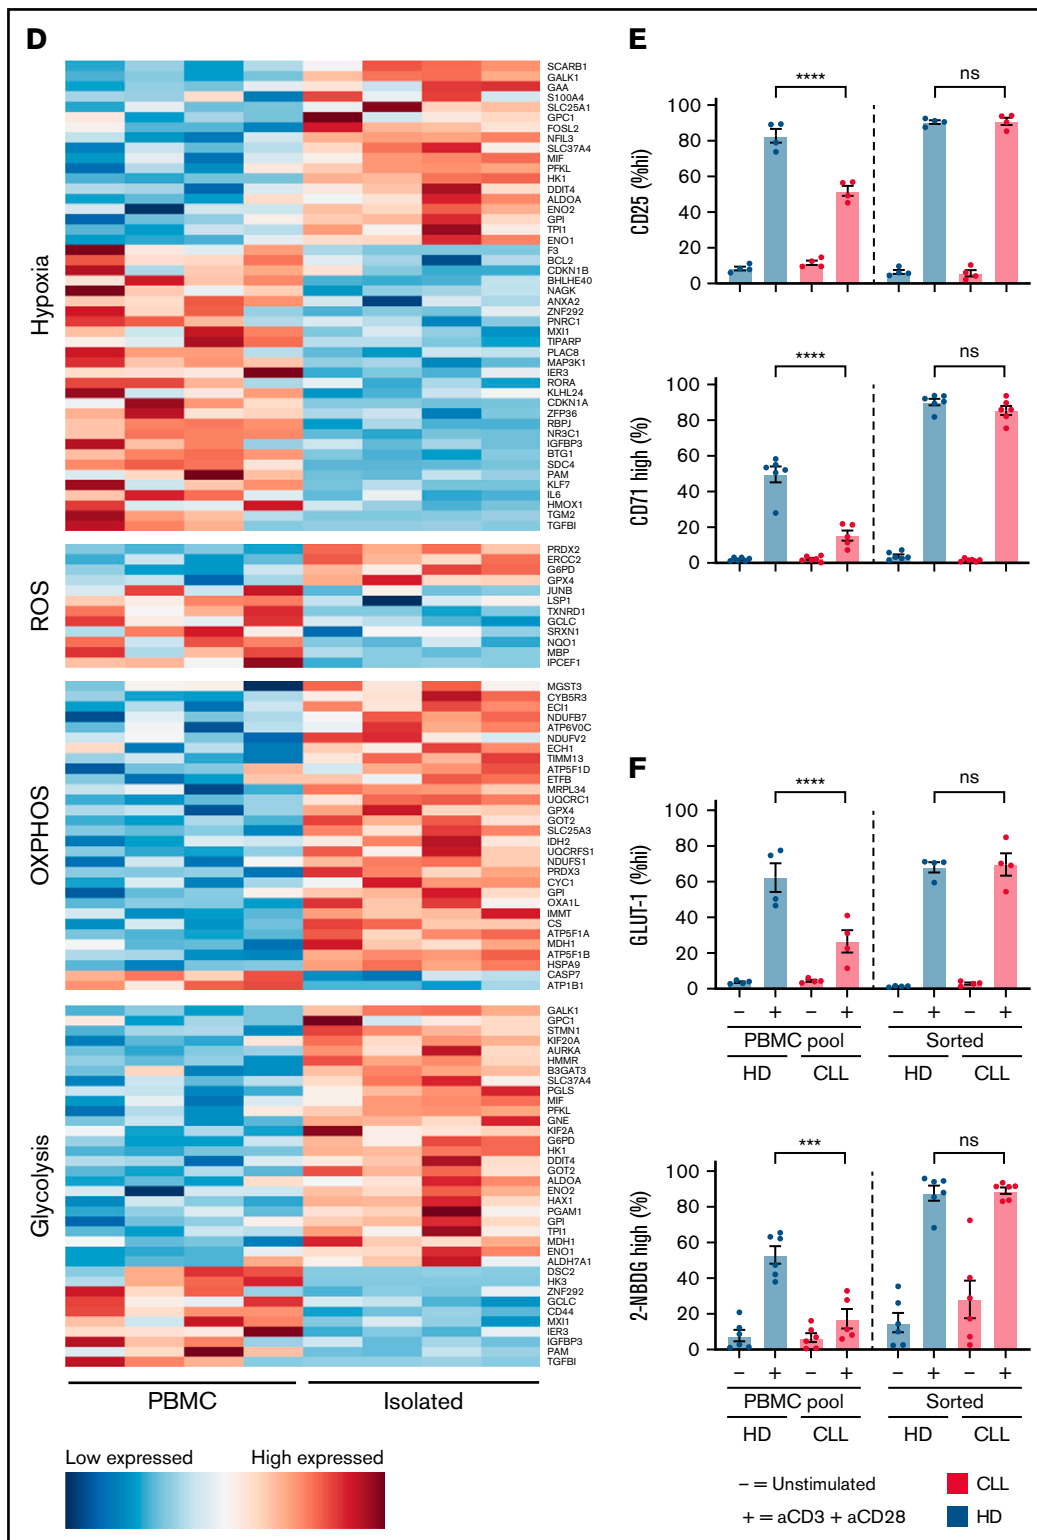 D
Hypoxia
SCARB1
GALK1
GAA
S100A4
SLC25A1
GPC1
FOSL2
NFIL3
SLC37A4
MIF
PFKL
HK1
DDIT4
ALDOA
ENO2
GPI
TPI1
ENO1
F3
BCL2
CDKN1B
BHLHE40
NAGK
ANXA2
ZNF292
PNRC1
MXI1
TIPARP
PLAC8
MAP3K1
IER3
RORA
KLHL24
CDKN1A
ZFP36
RBPJ
NR3C1
IGFBP3
BTG1
SDC4
PAM
KLF7
IL6
HMOX1
TGM2
TGFBI
ROS
PRDX2
ERCC2
G6PD
GPX4
JUNB
LSP1
TXNRD1
GCLC
SRXN1
NQO1
MBP
IPCEF1
OXPHOS
MGST3
CYB5R3
ECI1
NDUFB7
ATP6V0C
NDUFV2
ECH1
TIMM13
ATP5F1D
ETFB
MRPL34
UQCRC1
GPX4
GOT2
SLC25A3
IDH2
UQCRFS1
NDUFS1
PRDX3
CYC1
GPI
OXA1L
IMMT
CS
ATP5F1A
MDH1
ATP5F1B
HSPA9
CASP7
ATP1B1
Glycolysis
GALK1
GPC1
STMN1
KIF20A
AURKA
HMMR
B3GAT3
SLC37A4
PGLS
MIF
PFKL
GNE
KIF2A
G6PD
HK1
DDIT4
GOT2
ALDOA
ENO2
HAX1
PGAM1
GPI
TPI1
MDH1
ENO1
ALDH7A1
DSC2
HK3
ZNF292
GCLC
CD44
MXI1
IER3
IGFBP3
PAM
TGFBI
PBMC Isolated
Low expressed High expressed
E
**** ns
CD25 (%hi)
100
80
60
40
20
0
**** ns
CD71 high (%)
100
80
60
40
20
0
F
**** ns
GLUT-1 (%hi)
100
80
60
40
20
0
− + − + − + − +
PBMC pool Sorted
HD CLL HD CLL
*** ns
2-NBDG high (%)
100
80
60
40
20
0
− + − + − + − +
PBMC pool Sorted
HD CLL HD CLL
− = Unstimulated CLL
+ = aCD3 + aCD28 HD